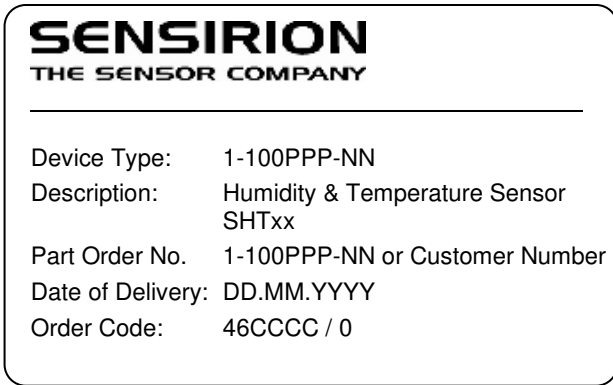 SENSIRION
THE SENSOR COMPANY
Device Type: 1-100PPP-NN
Description: Humidity & Temperature Sensor
SHTxx
Part Order No. 1-100PPP-NN or Customer Number
Date of Delivery: DD.MM.YYYY
Order Code: 46CCCC / 0